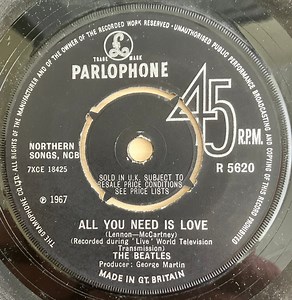 THE GRAMOPHONE CO. LTD. ALL RIGHTS OF THE MANUFACTURER AND OF THE OWNER OF THE RECORDED WORK RESERVED · UNAUTHORISED PUBLIC PERFORMANCE BROADCASTING AND COPYING OF THIS RECORD PROHIBITED
TRADE MARK
PARLOPHONE
45
R.P.M.
NORTHERN
SONGS, NCB
7XCE 18425
R 5620
SOLD IN U.K. SUBJECT TO
RESALE PRICE CONDITIONS
SEE PRICE LISTS
℗ 1967
ALL YOU NEED IS LOVE
(Lennon—McCartney)
(Recorded during 'Live' World Television
Transmission)
THE BEATLES
Producer: George Martin
MADE IN GT. BRITAIN